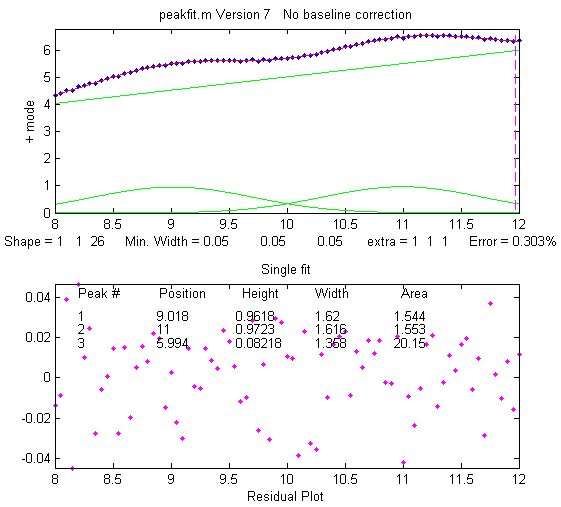 peakfit.m Version 7 No baseline correction
6
5
4
3
2
1
0
+ mode
8 8.5 9 9.5 10 10.5 11 11.5 12
Shape = 1 1 26 Min. Width = 0.05 0.05 0.05 extra = 1 1 1 Error = 0.303%
Single fit
0.04
0.02
0
-0.02
-0.04
Peak # Position Height Width Area
1 9.018 0.9618 1.62 1.544
2 11 0.9723 1.616 1.553
3 5.994 0.08218 1.368 20.15
8 8.5 9 9.5 10 10.5 11 11.5 12
Residual Plot